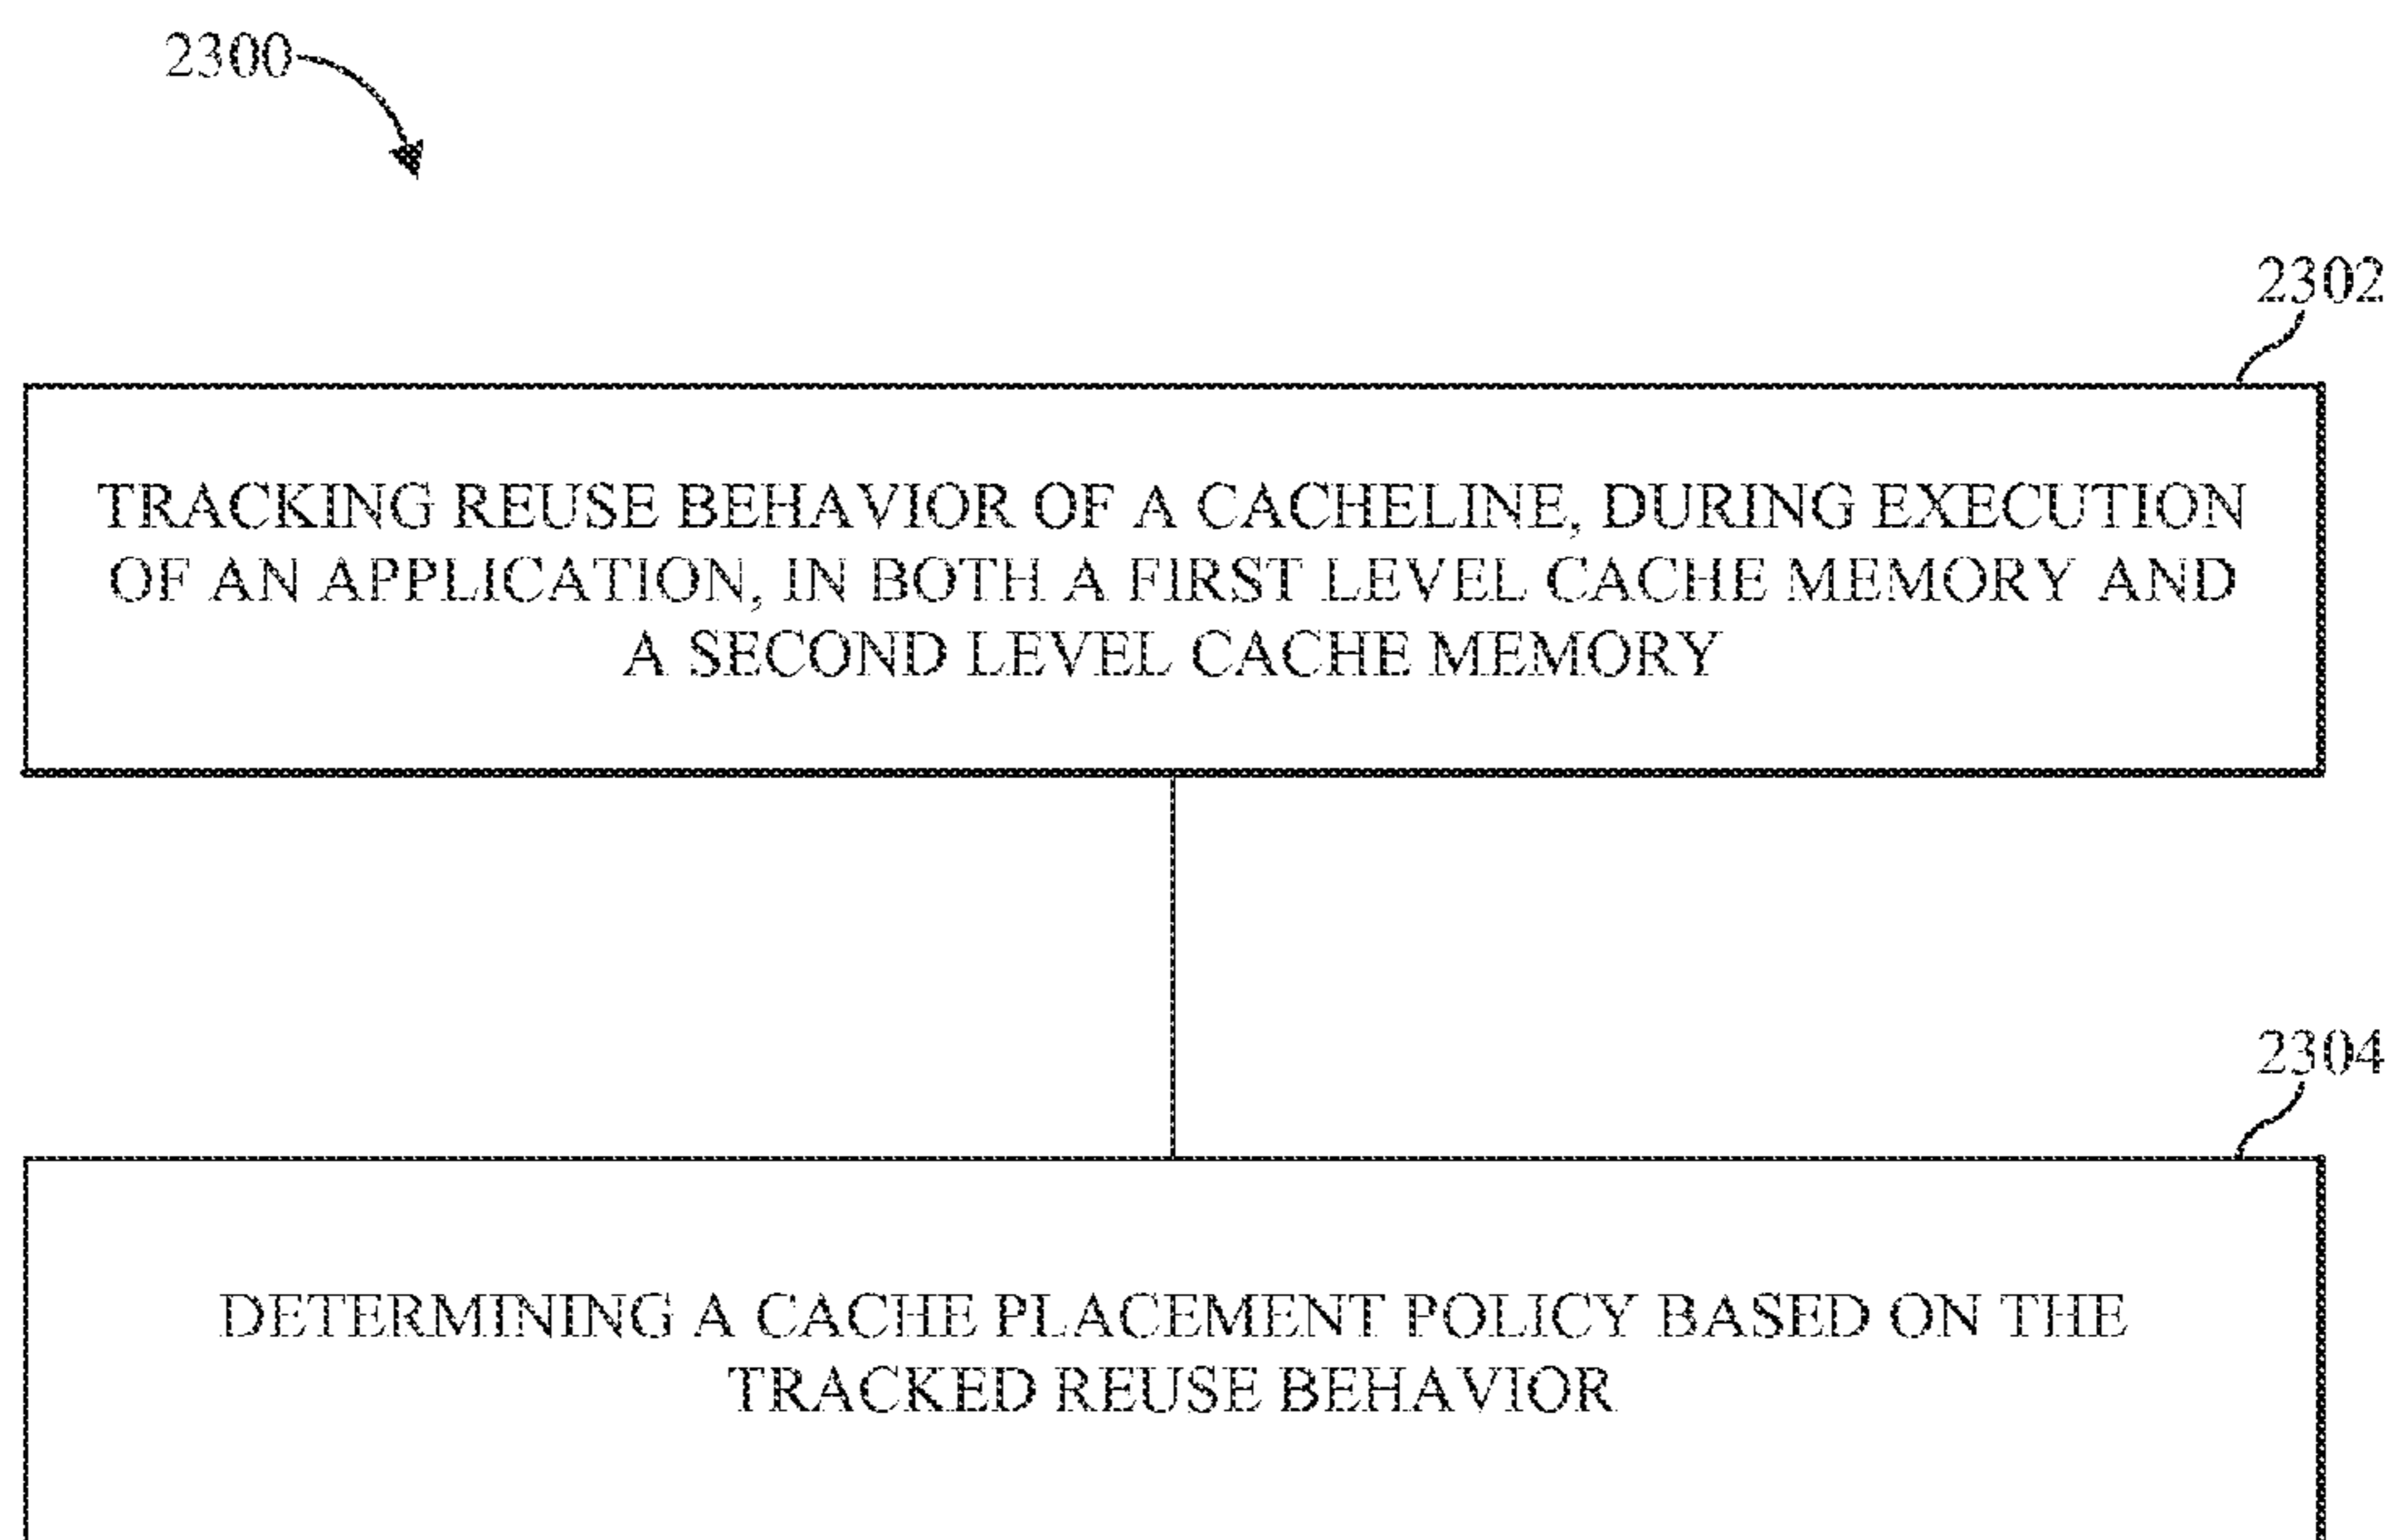 2300
2302
TRACKING REUSE BEHAVIOR OF A CACHELINE, DURING EXECUTION
OF AN APPLICATION, IN BOTH A FIRST LEVEL CACHE MEMORY AND
A SECOND LEVEL CACHE MEMORY
2304
DETERMINING A CACHE PLACEMENT POLICY BASED ON THE
TRACKED REUSE BEHAVIOR